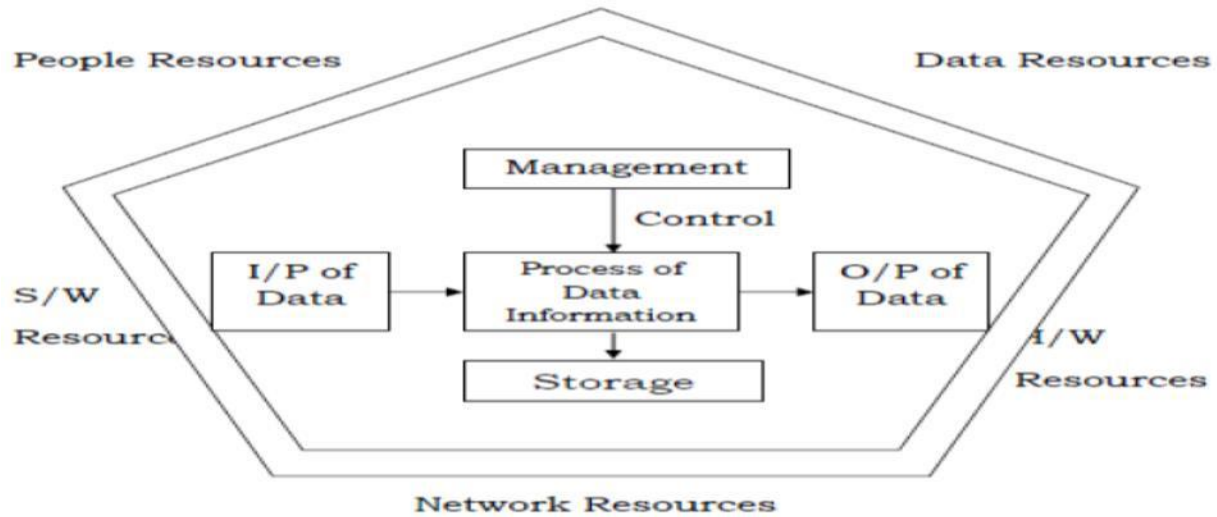 People Resources
Data Resources
Management
Control
I/P of
Data
Process of
Data
Information
O/P of
Data
S/W
Resourc
/W
Resources
Storage
Network Resources